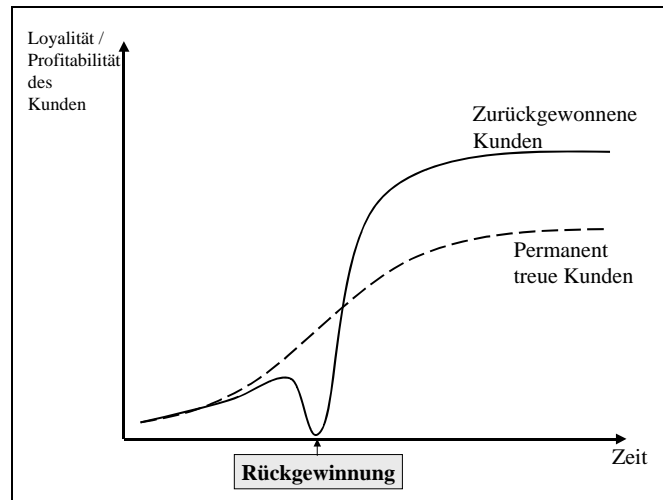 Loyalität /
Profitabilität
des
Kunden
Zurückgewonnene
Kunden
Permanent
treue Kunden
Zeit
Rückgewinnung